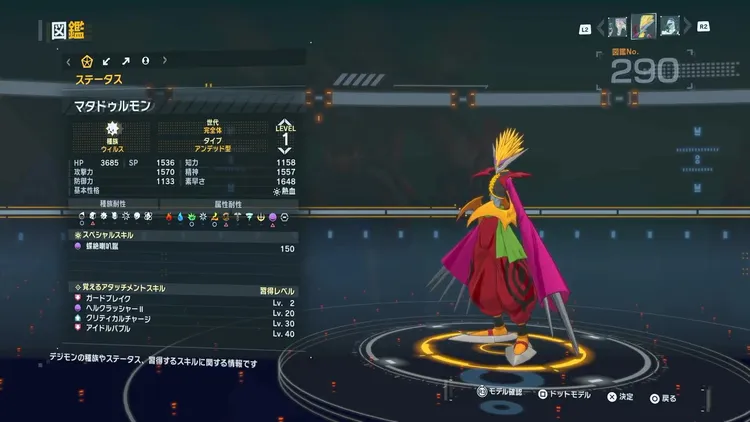 図鑑
L2
R2
図鑑No.
290
ステータス
マタドゥルモン
種族
ウィルス
世代
完全体
タイプ
アンデッド型
LEVEL
1
HP 3685 SP 1536 知力 1158
攻撃力 1570 精神 1557
防御力 1133 素早さ 1648
基本性格 熱血
種族耐性 属性耐性
スペシャルスキル
蝶絶喇叭蹴 150
覚えるアタッチメントスキル 習得レベル
ガードブレイク Lv. 2
ヘルクラッシャーII Lv. 20
クリティカルチャージ Lv. 30
アイドルバブル Lv. 40
デジモンの種族やステータス、習得するスキルに関する情報です
R3 モデル確認 ドットモデル 決定 戻る